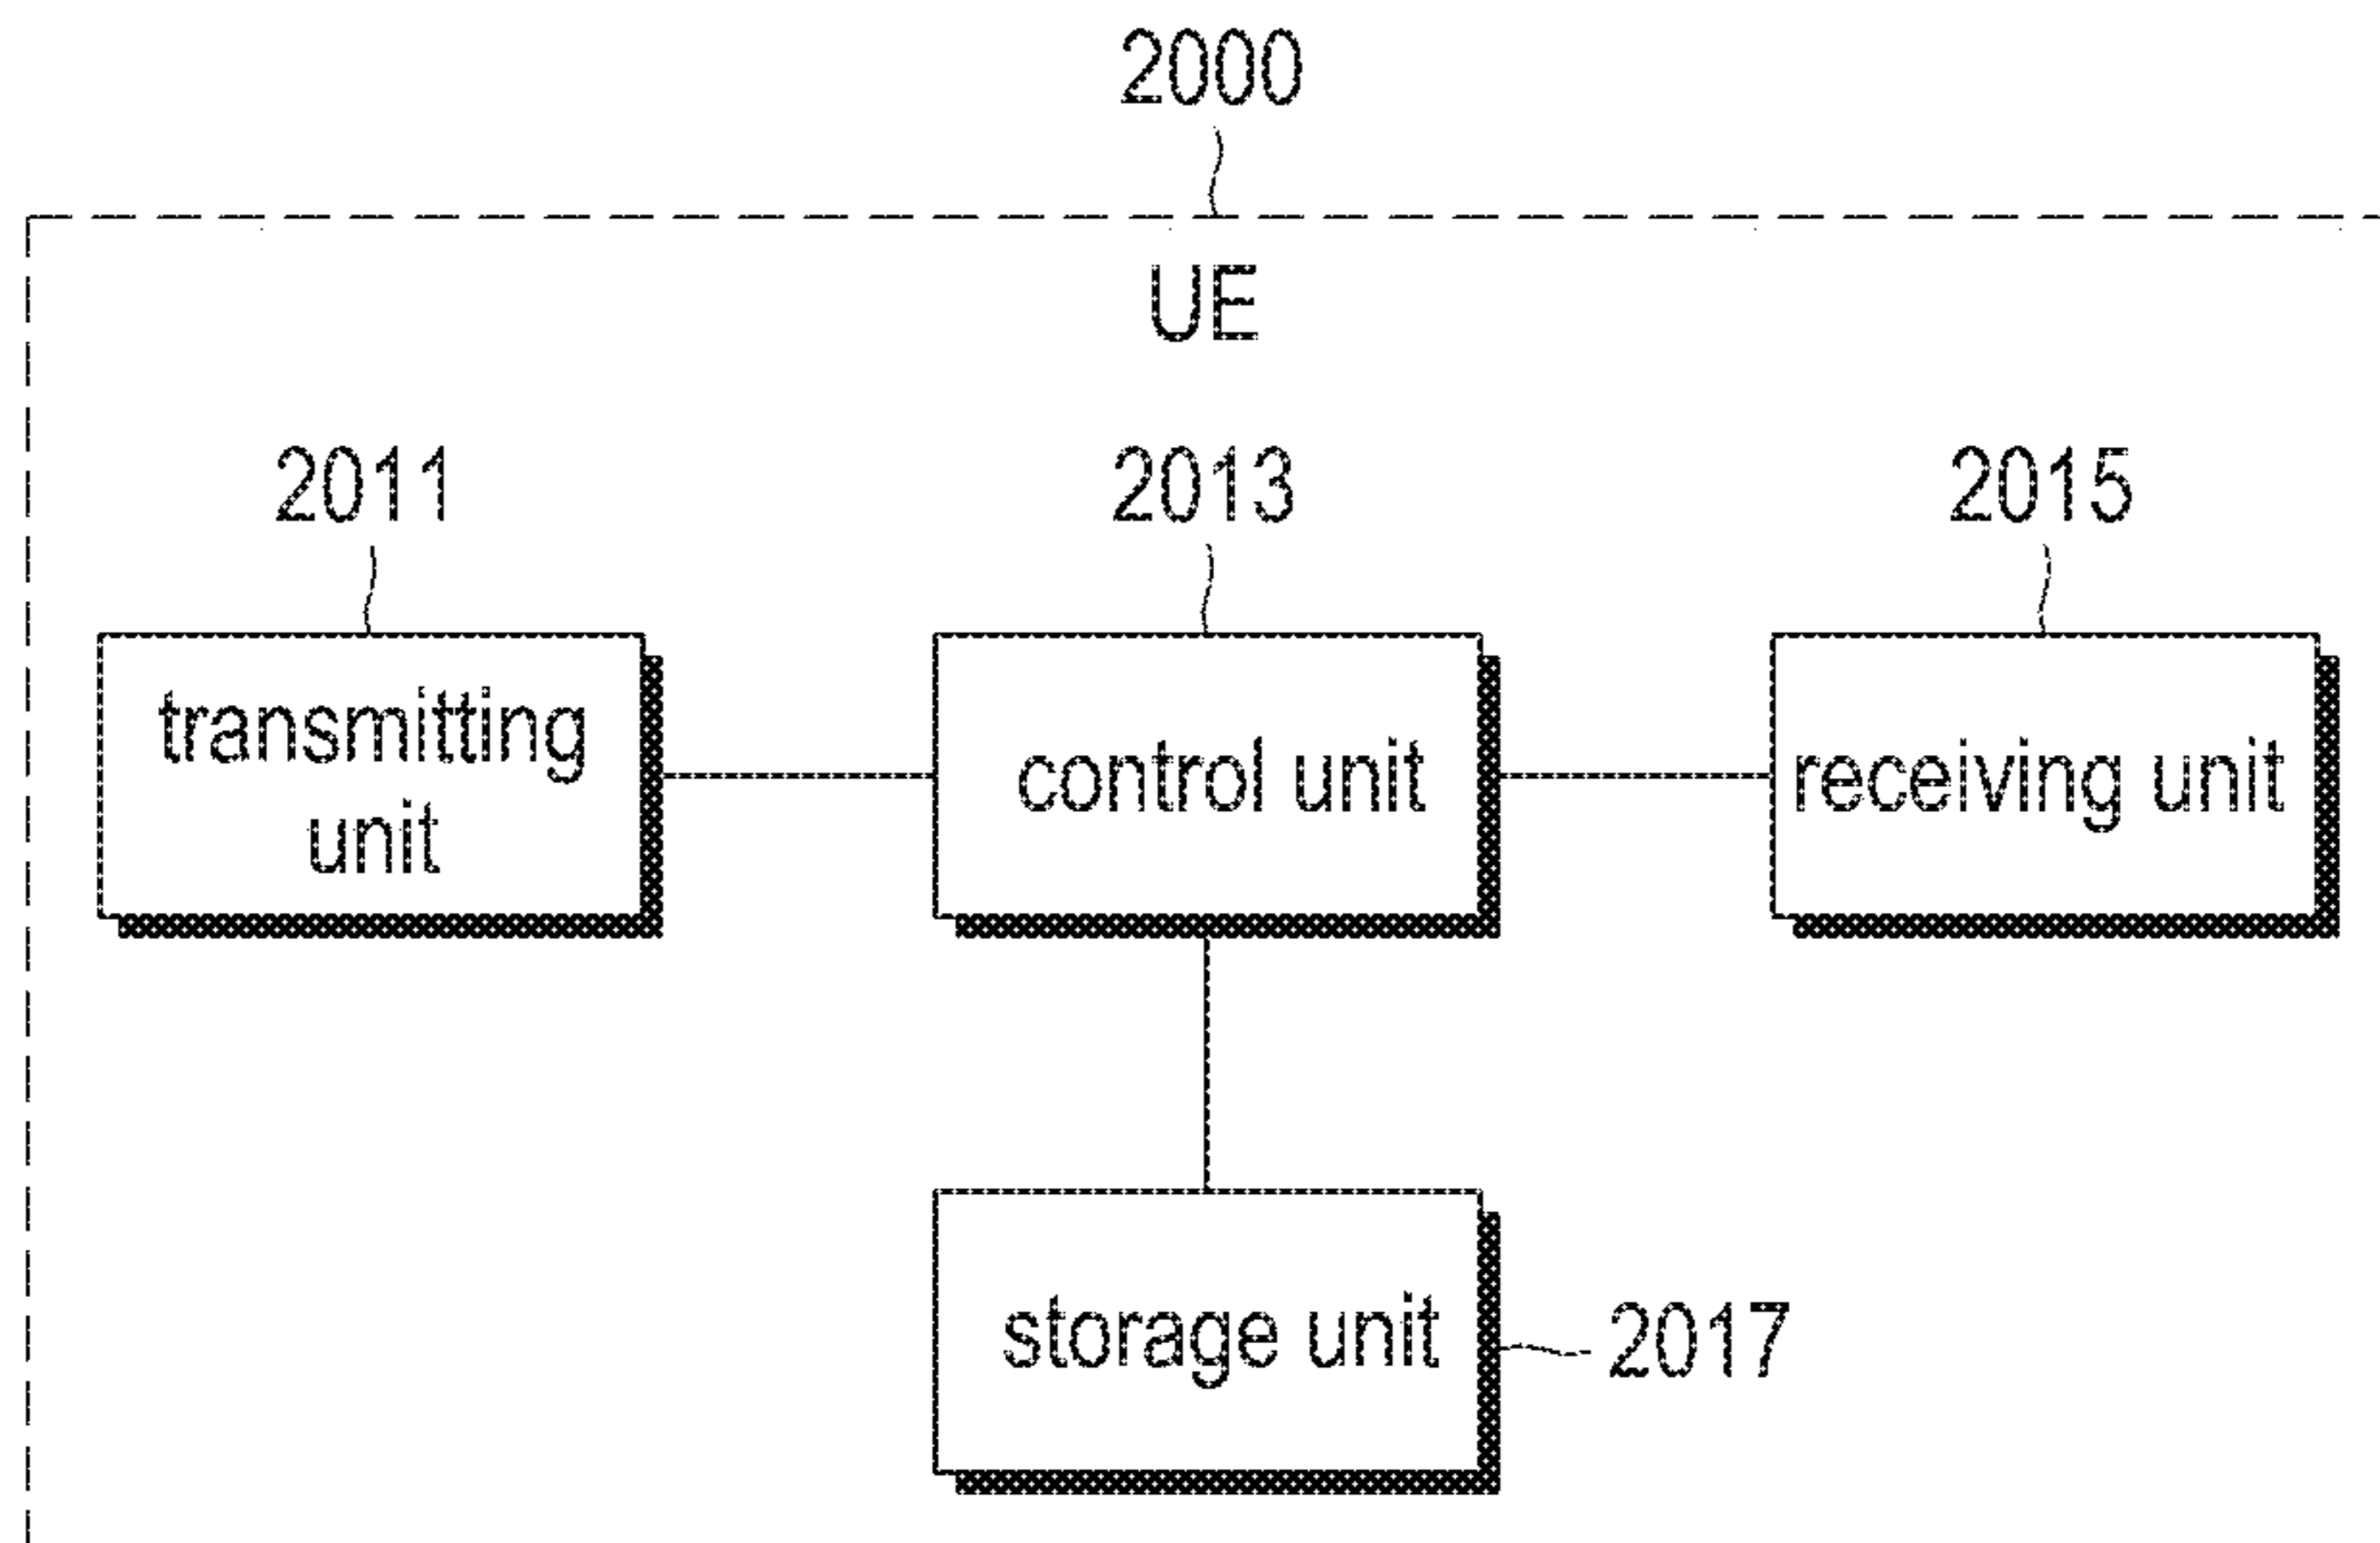 2000
UE
2011
2013
2015
transmitting
unit
control unit
receiving unit
storage unit
2017